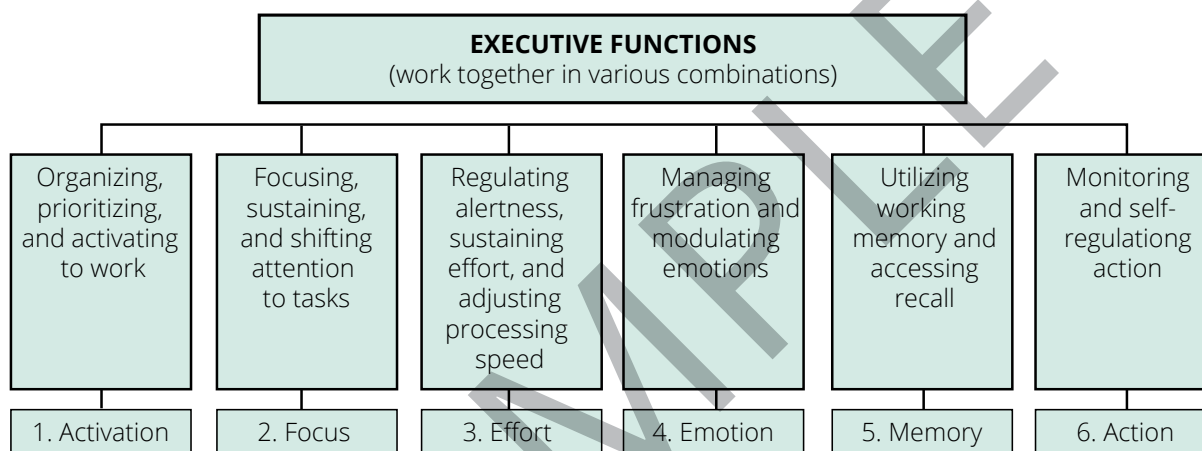 EXECUTIVE FUNCTIONS
(work together in various combinations)
Organizing,
prioritizing,
and activating
to work
Focusing,
sustaining,
and shifting
attention
to tasks
Regulating
alertness,
sustaining
effort, and
adjusting
processing
speed
Managing
frustration and
modulating
emotions
Utilizing
working
memory and
accessing
recall
Monitoring
and self-
regulationg
action
1. Activation
2. Focus
3. Effort
4. Emotion
5. Memory
6. Action
MPLE